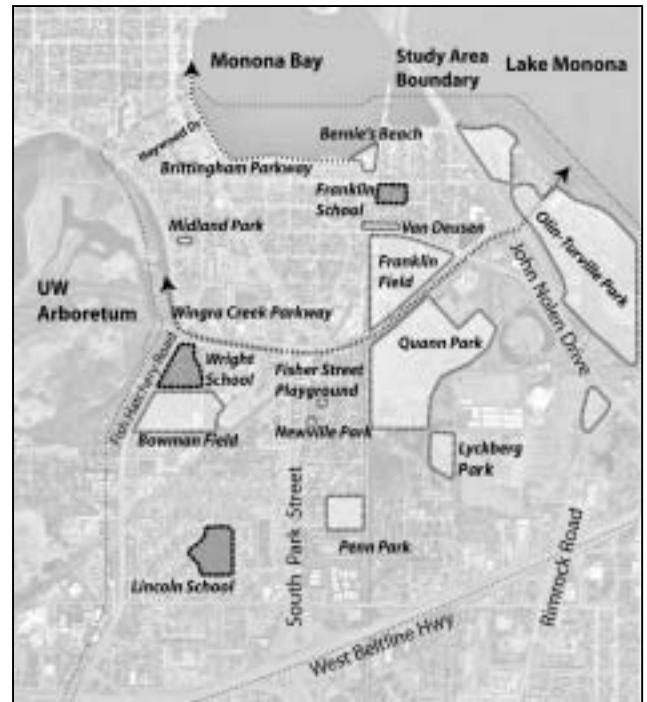 Monona Bay
Study Area
Boundary
Lake Monona
Haywood Dr
Bernie's Beach
Brittingham Parkway
Franklin
School
Midland Park
Van Deusen
Olin-Turville Park
Franklin
Field
John Nolen Drive
UW
Arboretum
Wingra Creek Parkway
Quann Park
Fish Hatchery Road
Wright
School
Fisher Street
Playground
Bowman Field
Newville Park
Lyckberg
Park
South Park Street
Penn Park
Rimrock Road
Lincoln School
West Beltline Hwy